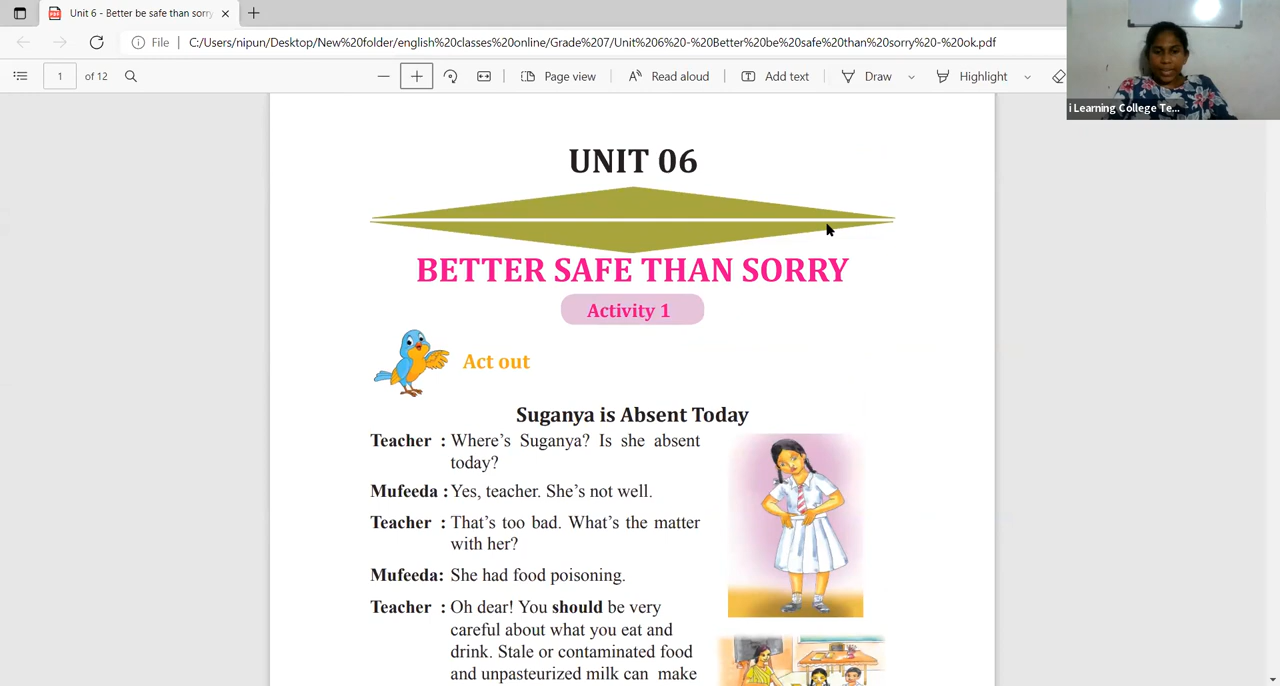 Unit 6 - Better be safe than sorry
File
C:/Users/nipun/Desktop/New%20folder/english%20classes%20online/Grade%207/Unit%206%20-%20Better%20be%20safe%20than%20sorry%20-%20ok.pdf
1 of 12
Page view
Read aloud
Add text
Draw
Highlight
i Learning College Te...
UNIT 06
BETTER SAFE THAN SORRY
Activity 1
Act out
Suganya is Absent Today
Teacher : Where's Suganya? Is she absent
today?
Mufeeda : Yes, teacher. She's not well.
Teacher : That's too bad. What's the matter
with her?
Mufeeda: She had food poisoning.
Teacher : Oh dear! You should be very
careful about what you eat and
drink. Stale or contaminated food
and unpasteurized milk can make